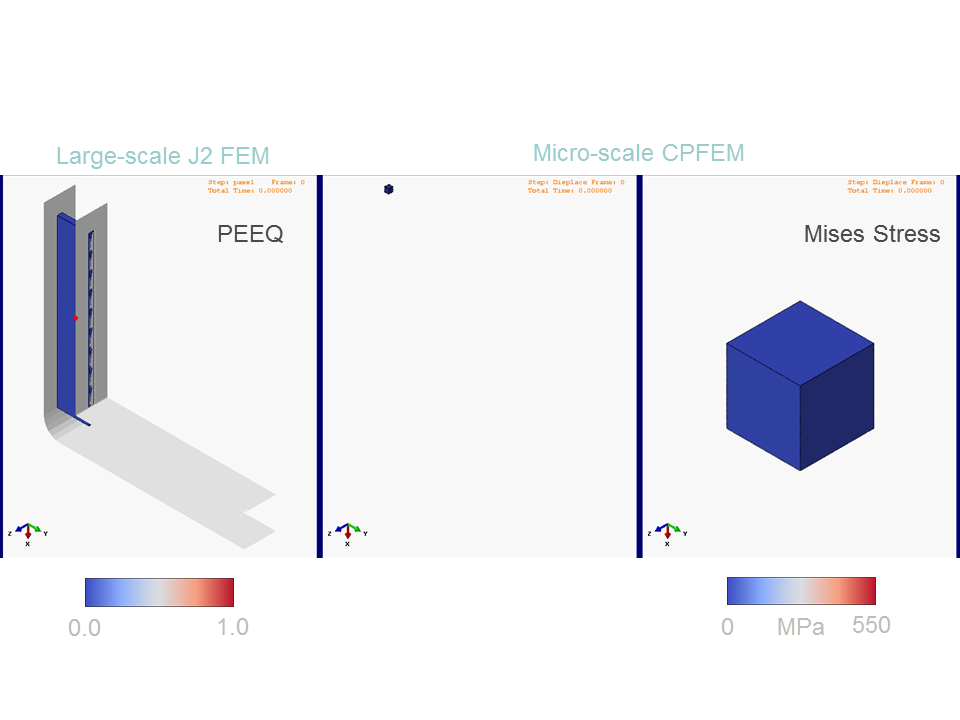 Large-scale J2 FEM
Micro-scale CPFEM
Step: pass1 Frame: 0
Total Time: 0.000000
Step: Displace Frame: 0
Total Time: 0.000000
Step: Displace Frame: 0
Total Time: 0.000000
PEEQ
Mises Stress
Z Y
X
Z Y
X
Z Y
X
0.0 1.0
0 MPa 550